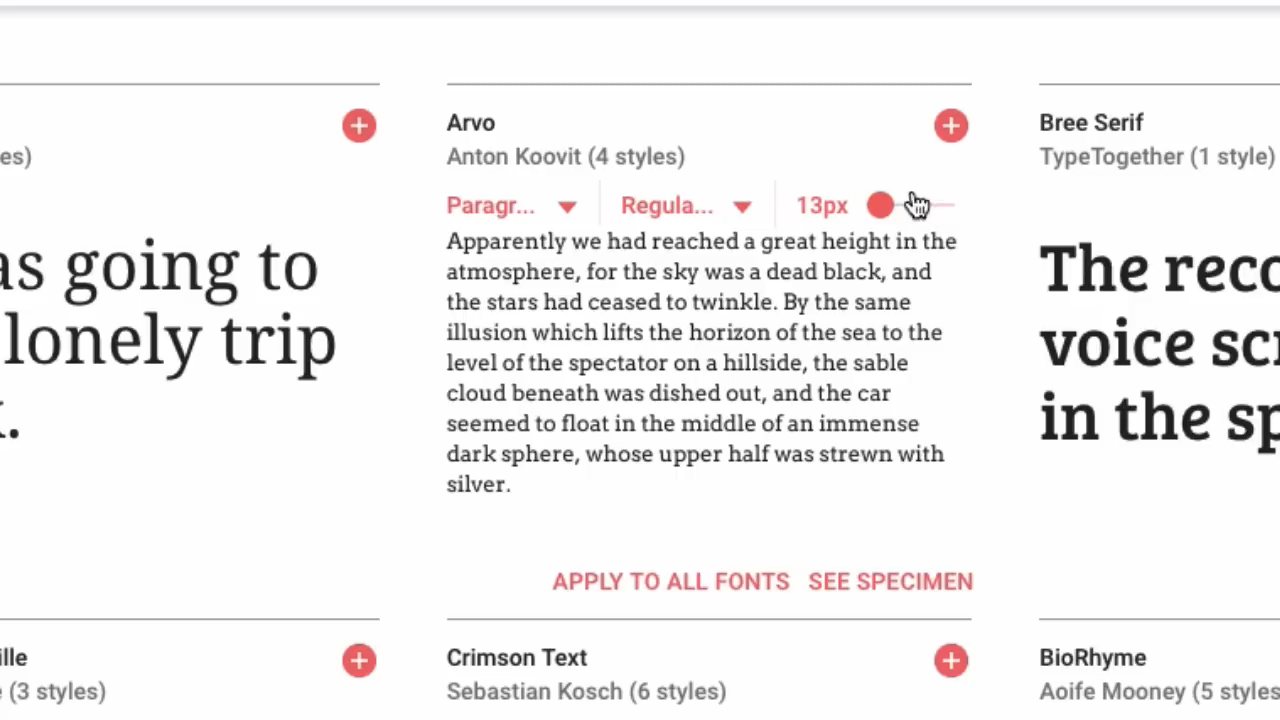 es)
as going to
lonely trip
.
Arvo
Anton Koovit (4 styles)
Paragr...
Regula...
13px
Apparently we had reached a great height in the
atmosphere, for the sky was a dead black, and
the stars had ceased to twinkle. By the same
illusion which lifts the horizon of the sea to the
level of the spectator on a hillside, the sable
cloud beneath was dished out, and the car
seemed to float in the middle of an immense
dark sphere, whose upper half was strewn with
silver.
APPLY TO ALL FONTS SEE SPECIMEN
Bree Serif
TypeTogether (1 style)
The reco
voice scr
in the sp
ille
(3 styles)
Crimson Text
Sebastian Kosch (6 styles)
BioRhyme
Aoife Mooney (5 styles